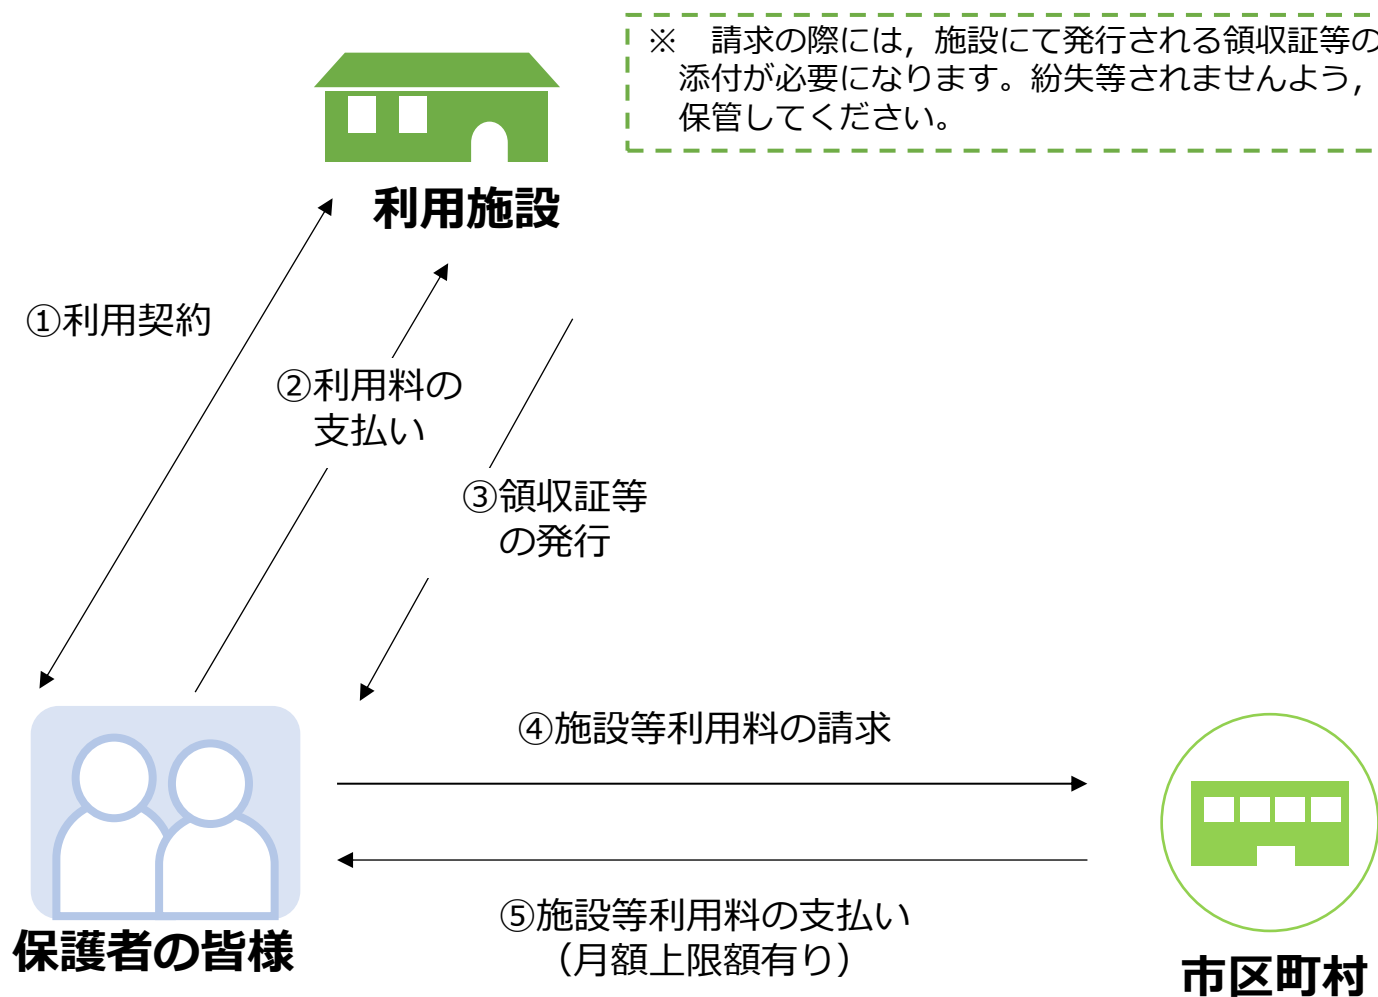 ※　請求の際には，施設にて発行される領収証等の
添付が必要になります。紛失等されませんよう，
保管してください。
利用施設
①利用契約
②利用料の
支払い
③領収証等
の発行
④施設等利用料の請求
⑤施設等利用料の支払い
（月額上限額有り）
保護者の皆様
市区町村